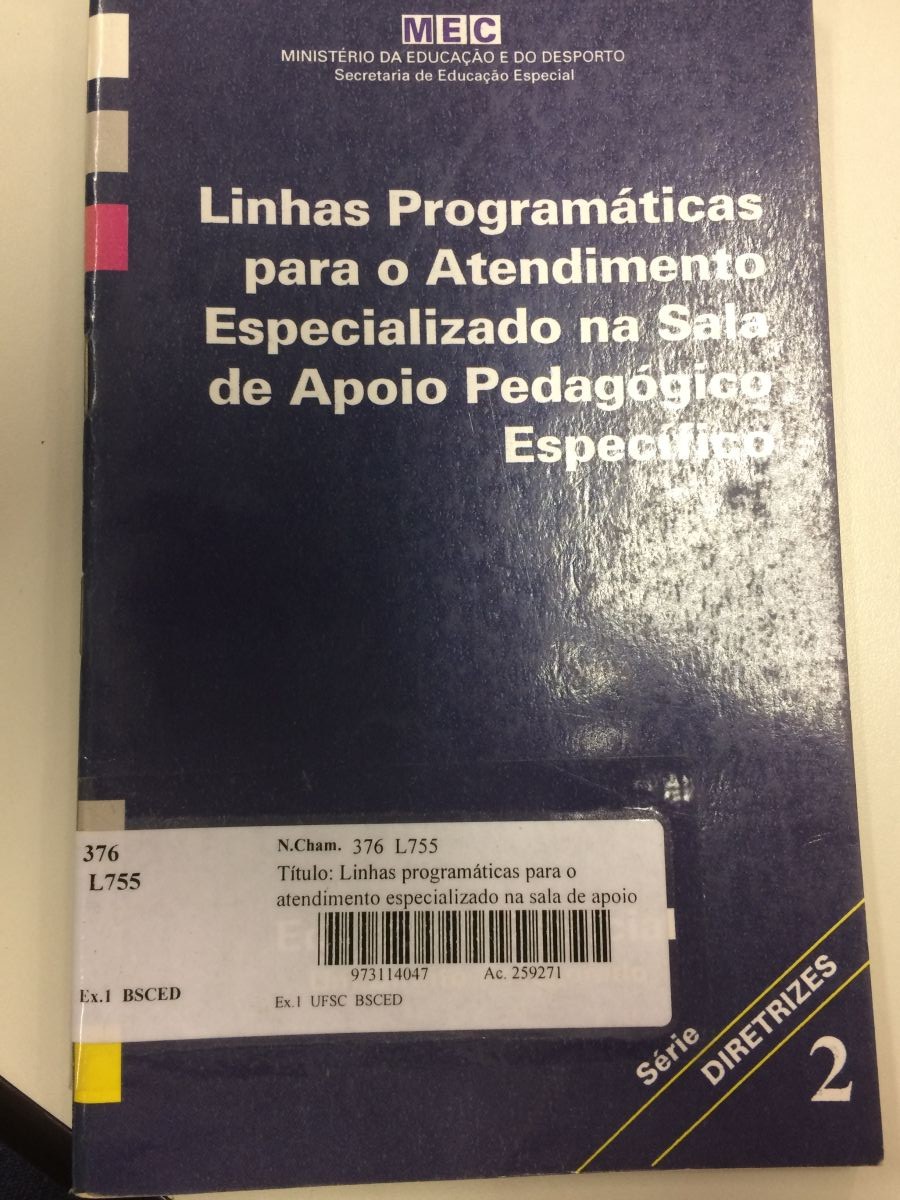 MEC
MINISTÉRIO DA EDUCAÇÃO E DO DESPORTO
Secretaria de Educação Especial
Linhas Programáticas
para o Atendimento
Especializado na Sala
de Apoio Pedagógico
Específico
376
L755
N.Cham. 376 L755
Título: Linhas programáticas para o
atendimento especializado na sala de apoio
973114047 Ac. 259271
Ex.1 BSCED
Ex.1 UFSC BSCED
Série
DIRETRIZES
2